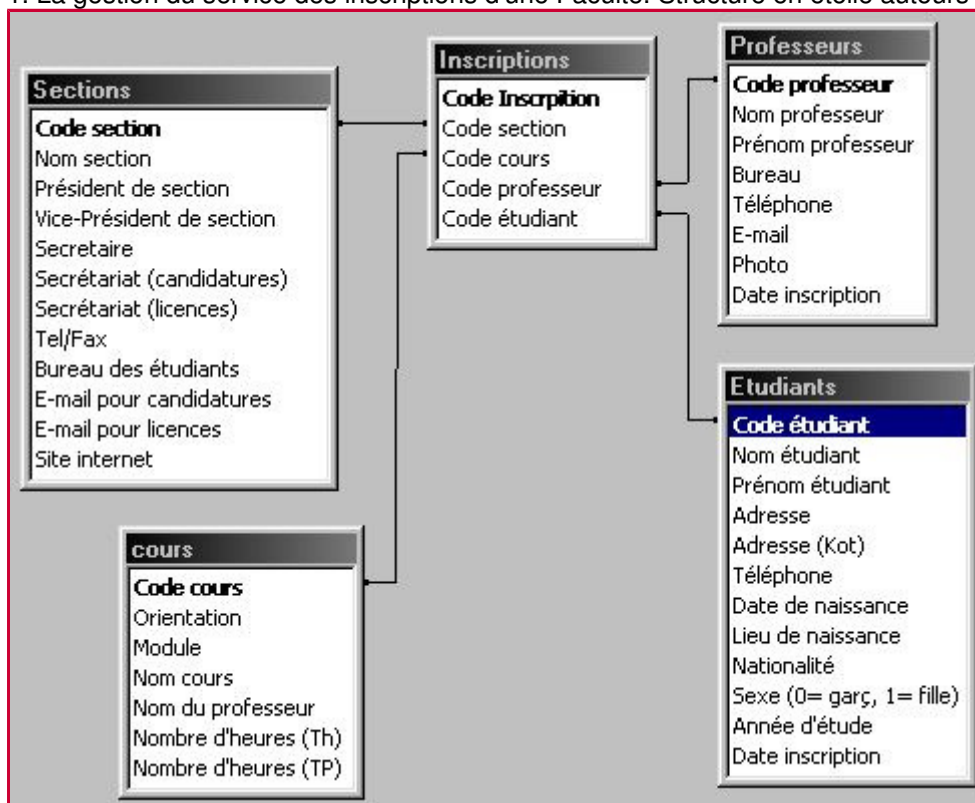 1. La gestion du service des inscriptions d'une Faculté. Structure en étoile auteurs
Sections
Code section
Nom section
Président de section
Vice-Président de section
Secretaire
Secrétariat (candidatures)
Secrétariat (licences)
Tel/Fax
Bureau des étudiants
E-mail pour candidatures
E-mail pour licences
Site internet
Inscriptions
Code Inscrpition
Code section
Code cours
Code professeur
Code étudiant
Professeurs
Code professeur
Nom professeur
Prénom professeur
Bureau
Téléphone
E-mail
Photo
Date inscription
cours
Code cours
Orientation
Module
Nom cours
Nom du professeur
Nombre d'heures (Th)
Nombre d'heures (TP)
Etudiants
Code étudiant
Nom étudiant
Prénom étudiant
Adresse
Adresse (Kot)
Téléphone
Date de naissance
Lieu de naissance
Nationalité
Sexe (0= garç, 1= fille)
Année d'étude
Date inscription